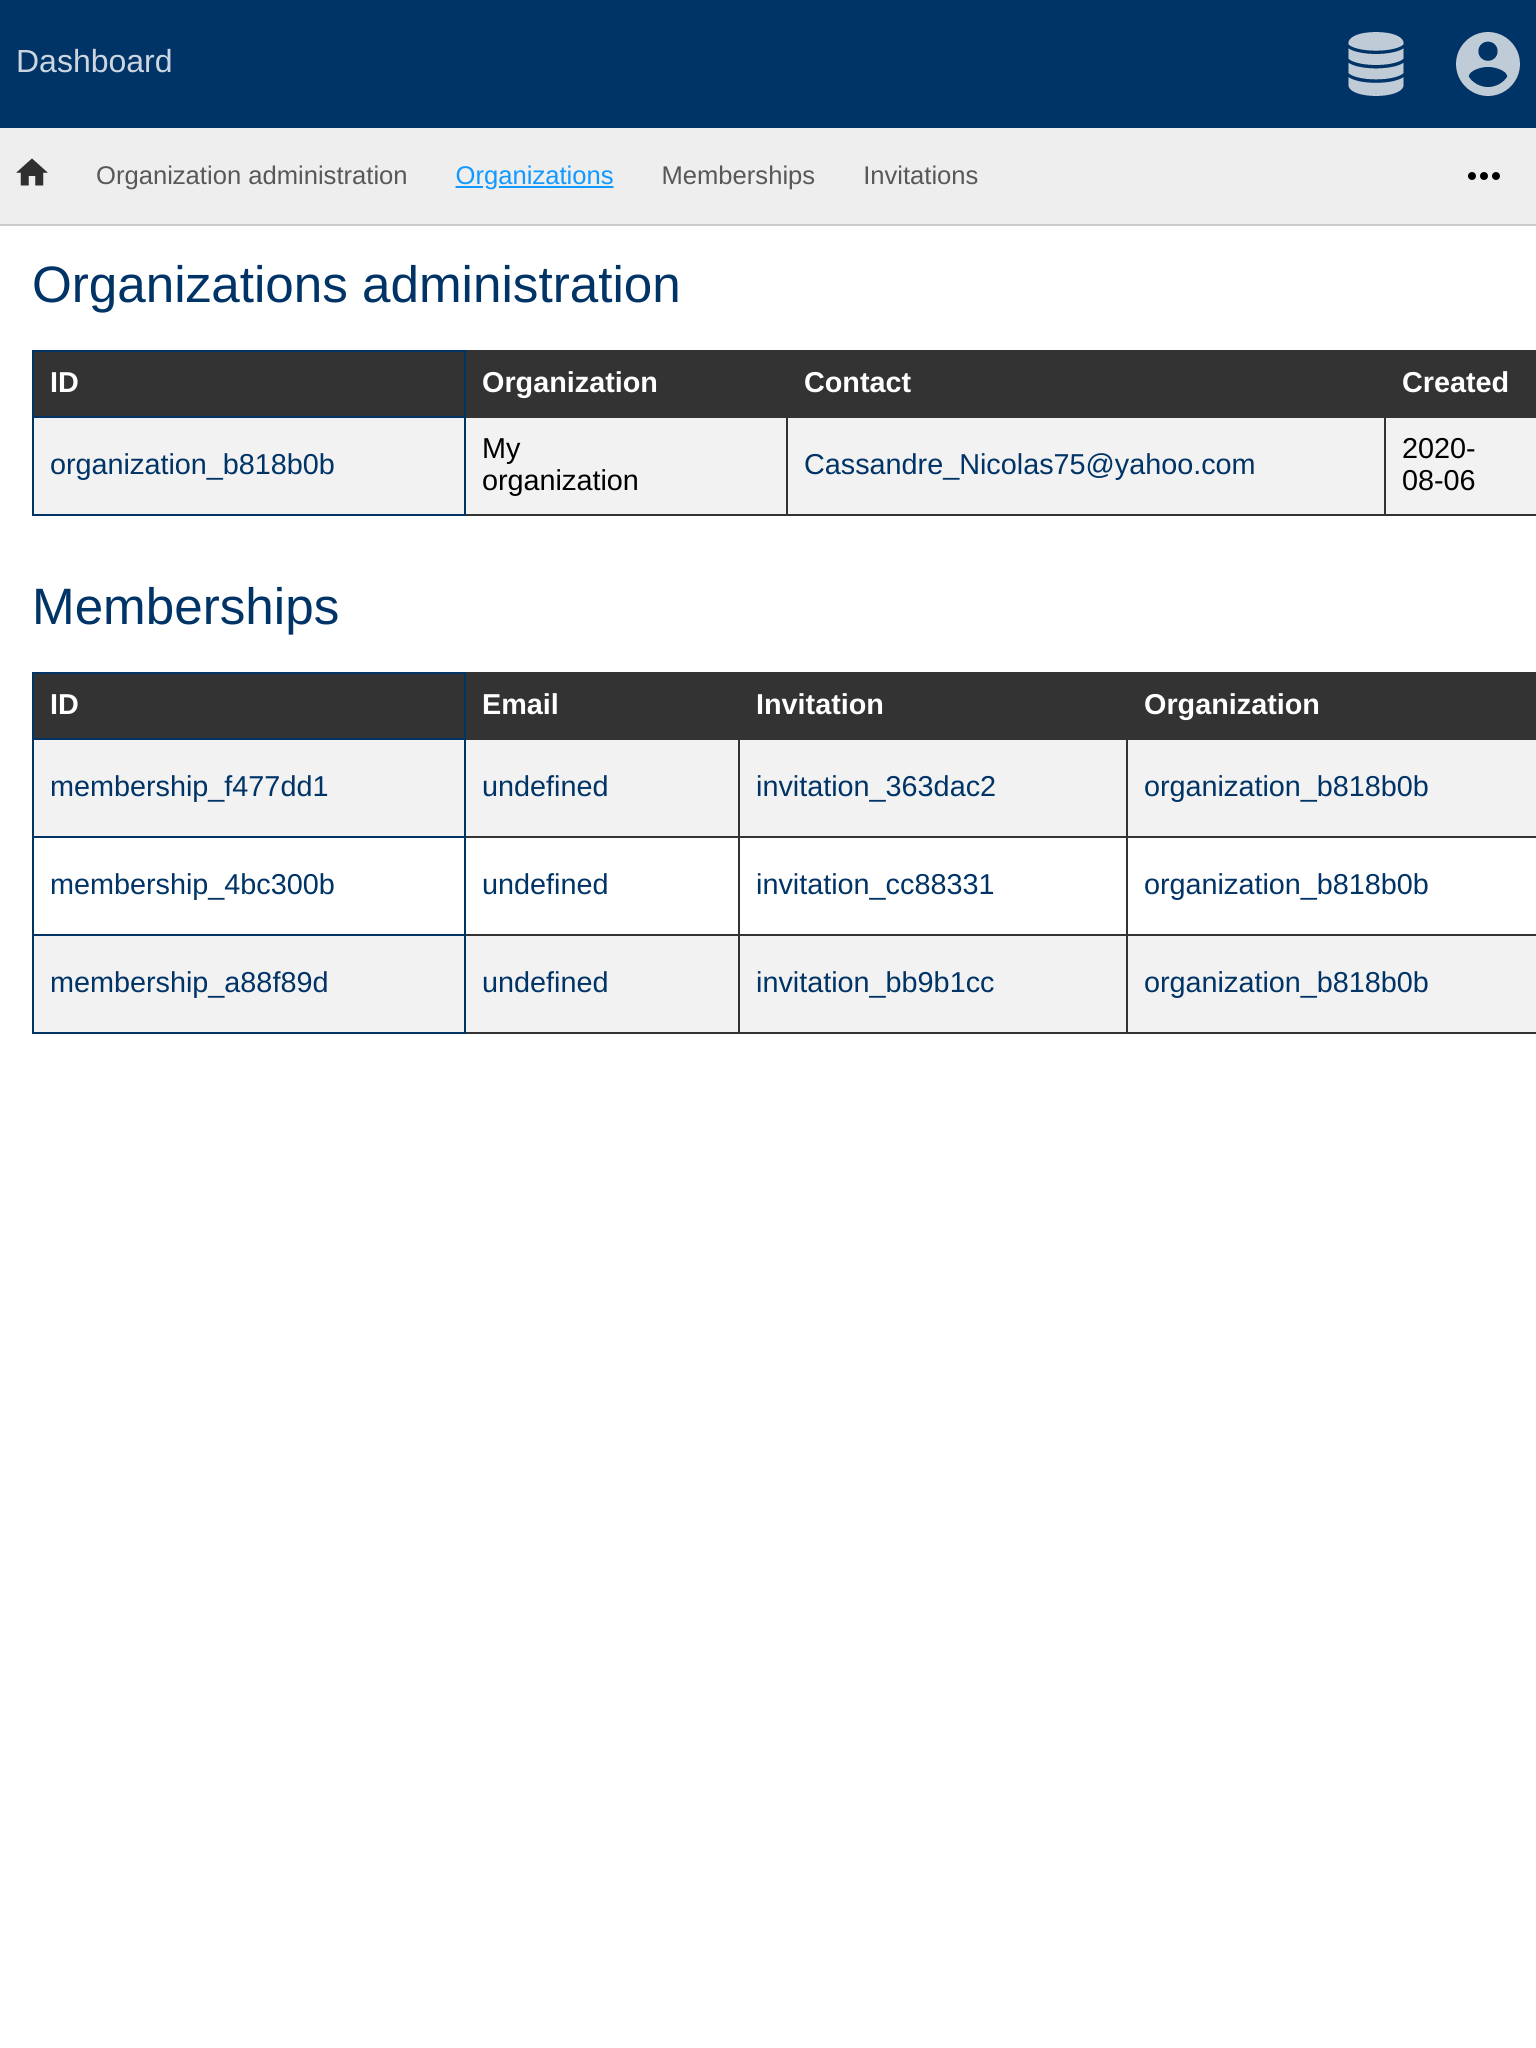 Dashboard
Organization administration Organizations Memberships Invitations
Organizations administration
ID Organization Contact Created
organization_b818b0b My organization Cassandre_Nicolas75@yahoo.com 2020-08-06
Memberships
ID Email Invitation Organization
membership_f477dd1 undefined invitation_363dac2 organization_b818b0b
membership_4bc300b undefined invitation_cc88331 organization_b818b0b
membership_a88f89d undefined invitation_bb9b1cc organization_b818b0b